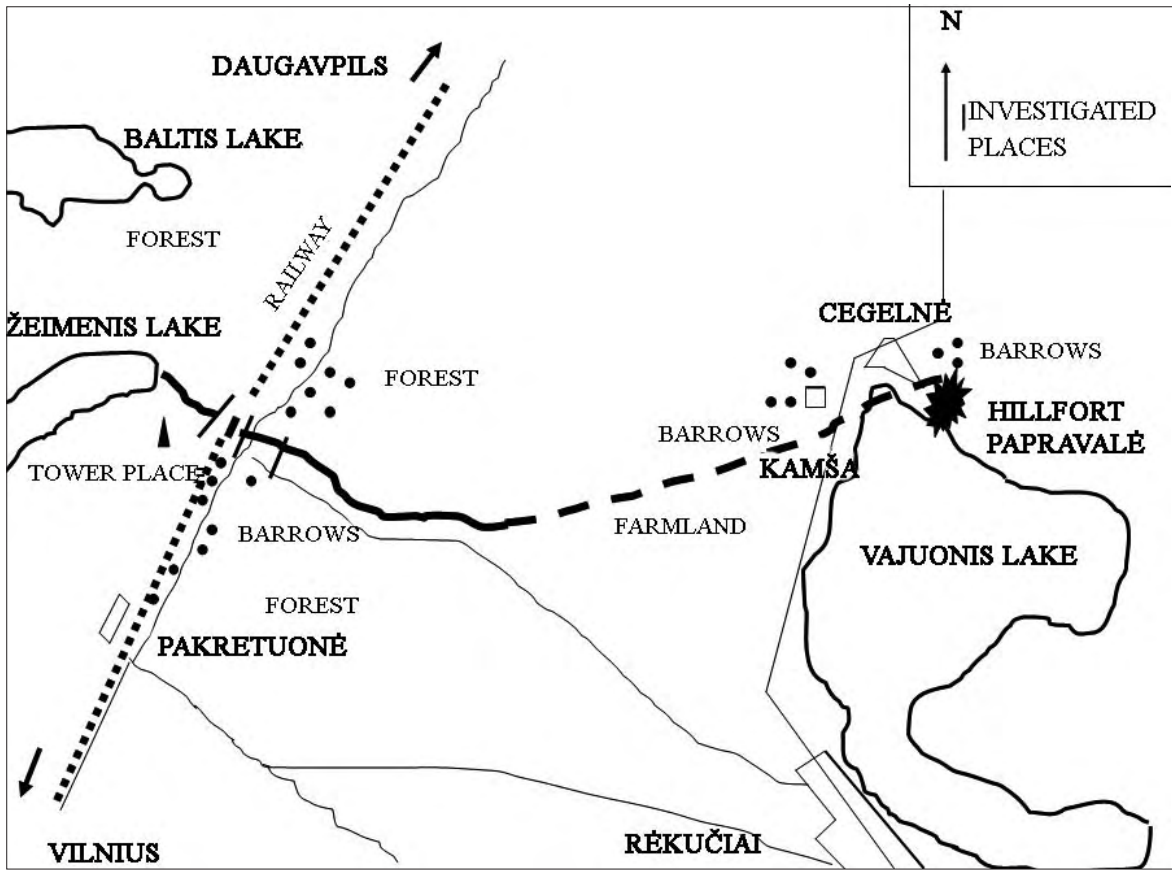 N
DAUGAVPILS
INVESTIGATED
PLACES
BALTIS LAKE
FOREST
RAILWAY
CEGELNĖ
ŽEIMENIS LAKE
BARROWS
FOREST
HILLFORT
PAPRAVALĖ
BARROWS
KAMŠA
TOWER PLACE
FARMLAND
BARROWS
VAJUONIS LAKE
FOREST
PAKRETUONĖ
RĖKUČIAI
VILNIUS